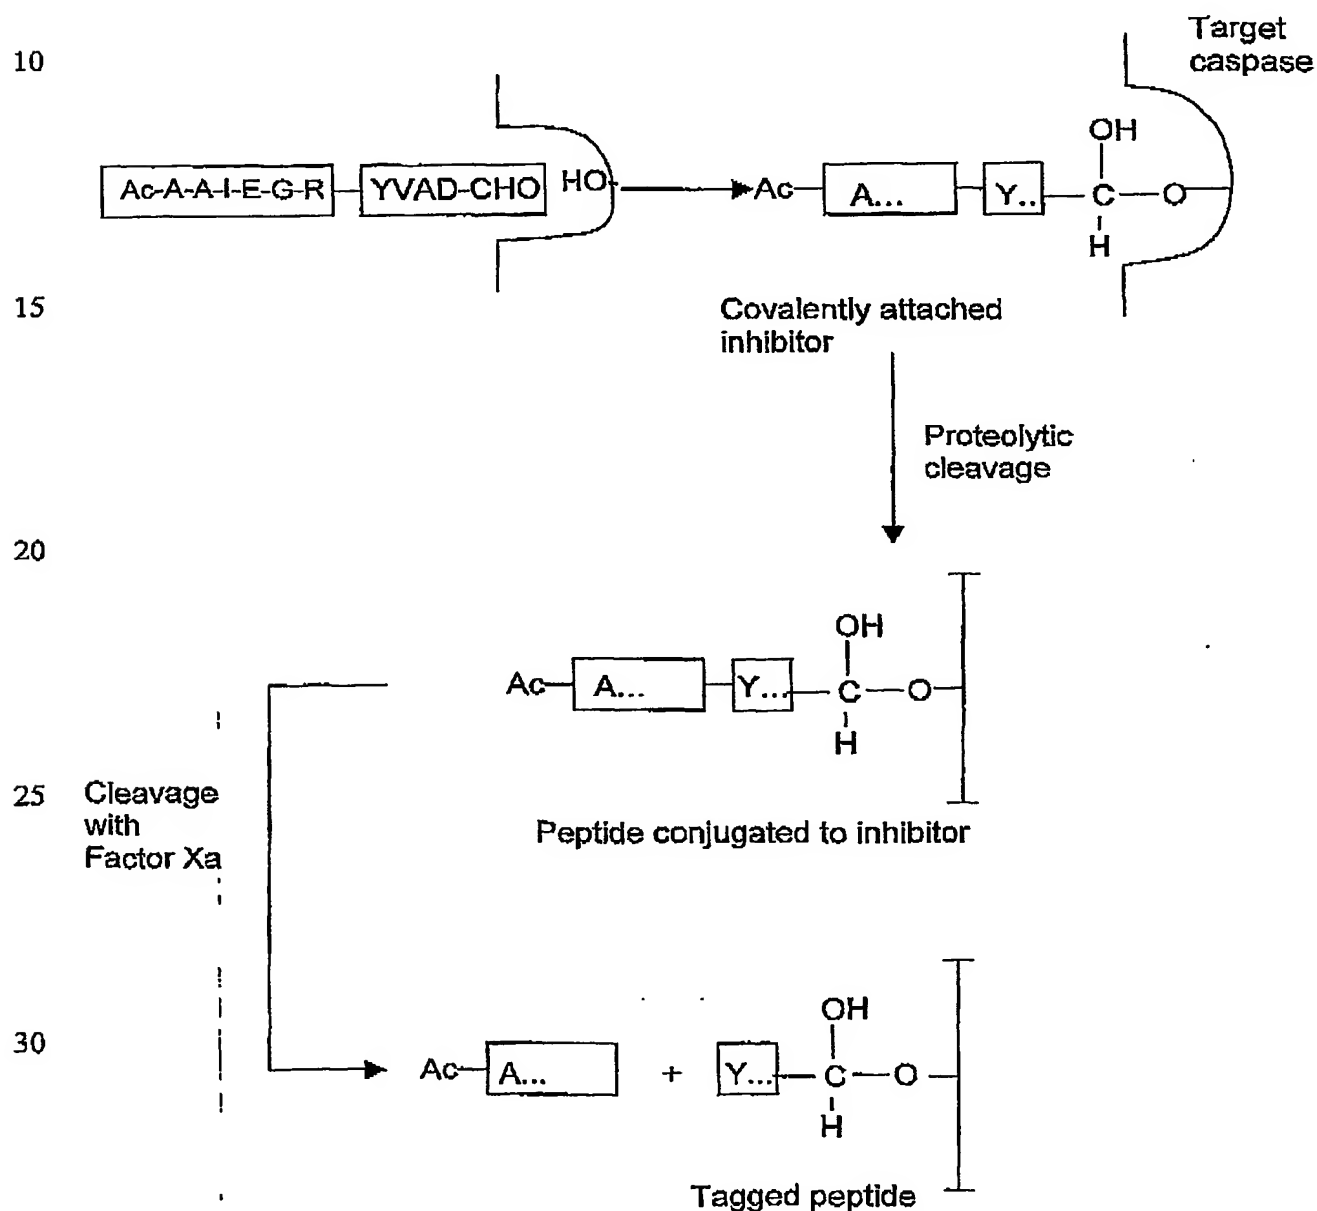 Target
caspase
10
OH
Ac-A-A-I-E-G-R
YVAD-CHO
HO
Ac
A...
Y..
C
O
H
15
Covalently attached
inhibitor
Proteolytic
cleavage
20
OH
Ac
A...
Y...
C
O
H
25
Cleavage
with
Factor Xa
Peptide conjugated to inhibitor
30
OH
Ac
A...
+
Y...
C
O
H
Tagged peptide